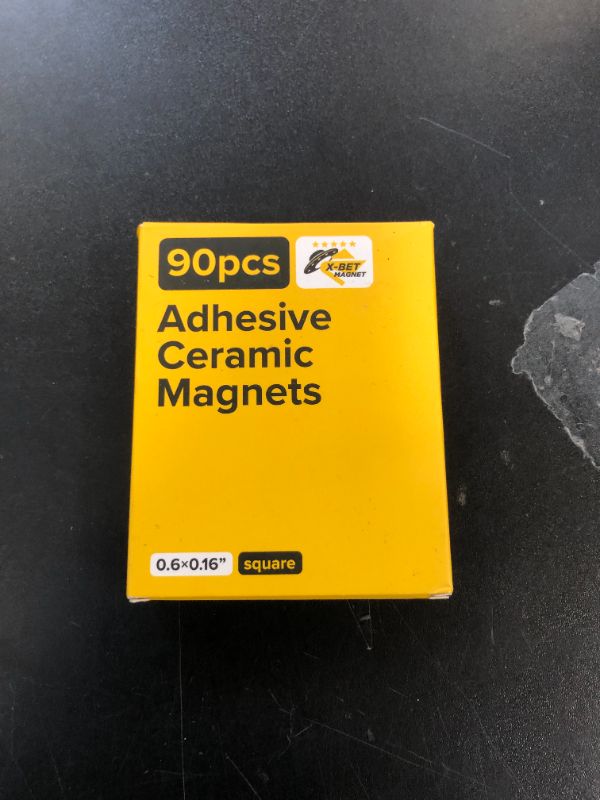 90pcs
X-BET
MAGNET
Adhesive
Ceramic
Magnets
0.6×0.16”
square